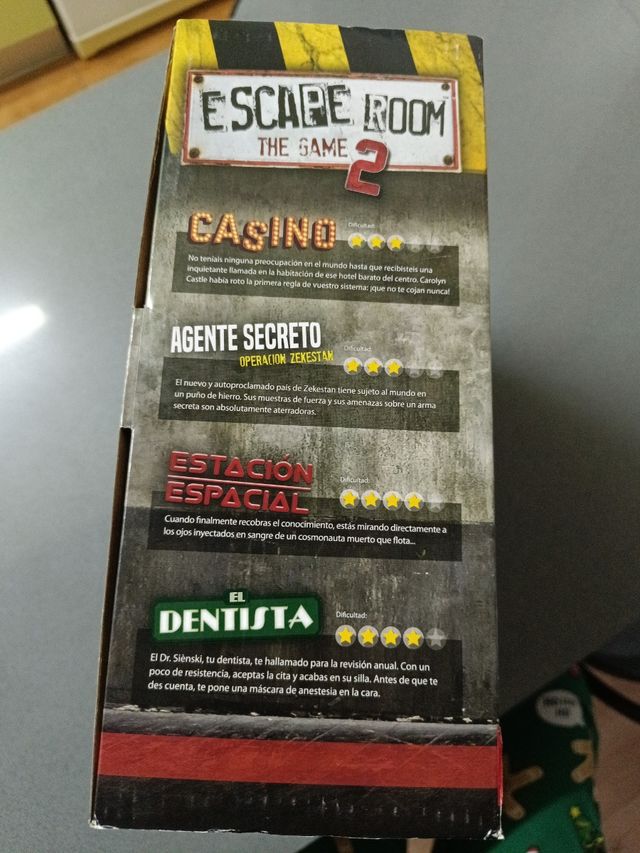 ESCAPE ROOM
THE GAME 2
CASINO
Dificultad:
No teníais ninguna preocupación en el mundo hasta que recibisteis una
inquietante llamada en la habitación de ese hotel barato del centro. Carolyn
Castle había roto la primera regla de vuestro sistema: ¡que no te cojan nunca!
AGENTE SECRETO
OPERACION ZEKESTAN
Dificultad:
El nuevo y autoproclamado país de Zekestan tiene sujeto al mundo en
un puño de hierro. Sus muestras de fuerza y sus amenazas sobre un arma
secreta son absolutamente aterradoras.
ESTACIÓN
ESPACIAL
Dificultad:
Cuando finalmente recobras el conocimiento, estás mirando directamente a
los ojos inyectados en sangre de un cosmonauta muerto que flota...
EL
DENTISTA
Dificultad:
El Dr. Siènski, tu dentista, te hallamado para la revisión anual. Con un
poco de resistencia, aceptas la cita y acabas en su silla. Antes de que te
des cuenta, te pone una máscara de anestesia en la cara.